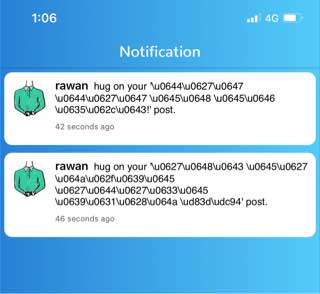 1:06
4G
Notification
rawan hug on your '\u0644\u0627\u0647
\u0644\u0627\u0647 \u0645\u0648 \u0645\u0646
\u0635\u062c\u0643!' post.
42 seconds ago
rawan hug on your '\u0627\u0648\u0643 \u0645\u0627
\u064a\u062f\u0639\u0645
\u0627\u0644\u0627\u0633\u0645
\u0639\u0631\u0628\u064a \ud83d\udc94' post.
46 seconds ago